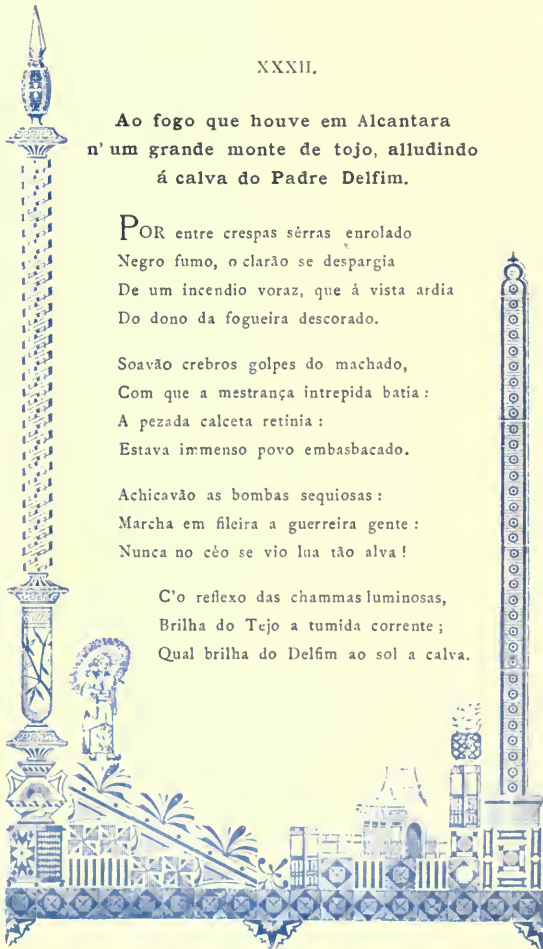 XXXII.
Ao fogo que houve em Alcantara
n'um grande monte de tojo, alludindo
á calva do Padre Delfim.
POR entre crespas sérras enrolado
Negro fumo, o clarão se despargia
De um incendio voraz, que á vista ardia
Do dono da fogueira descorado.
Soavão crebros golpes do machado,
Com que a mestrança intrepida batia :
A pezada calceta retinia :
Estava immenso povo embasbacado.
Achicavão as bombas sequiosas :
Marcha em fileira a guerreira gente :
Nunca no céo se vio lua tão alva !
C'o reflexo das chammas luminosas,
Brilha do Tejo a tumida corrente ;
Qual brilha do Delfim ao sol a calva.